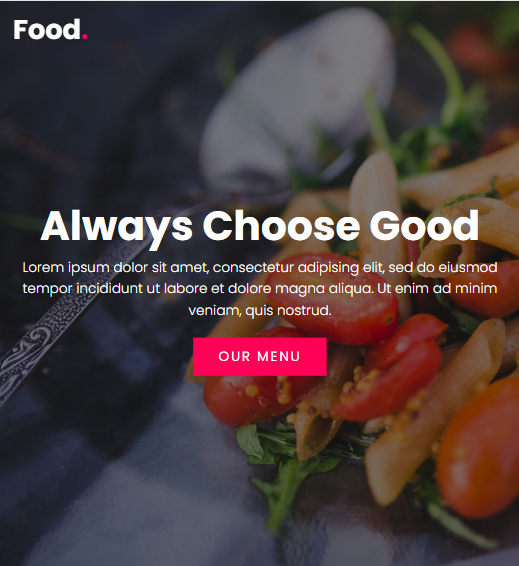 Food.
Always Choose Good
Lorem ipsum dolor sit amet, consectetur adipising elit, sed do eiusmod
tempor incididunt ut labore et dolore magna aliqua. Ut enim ad minim
veniam, quis nostrud.
OUR MENU